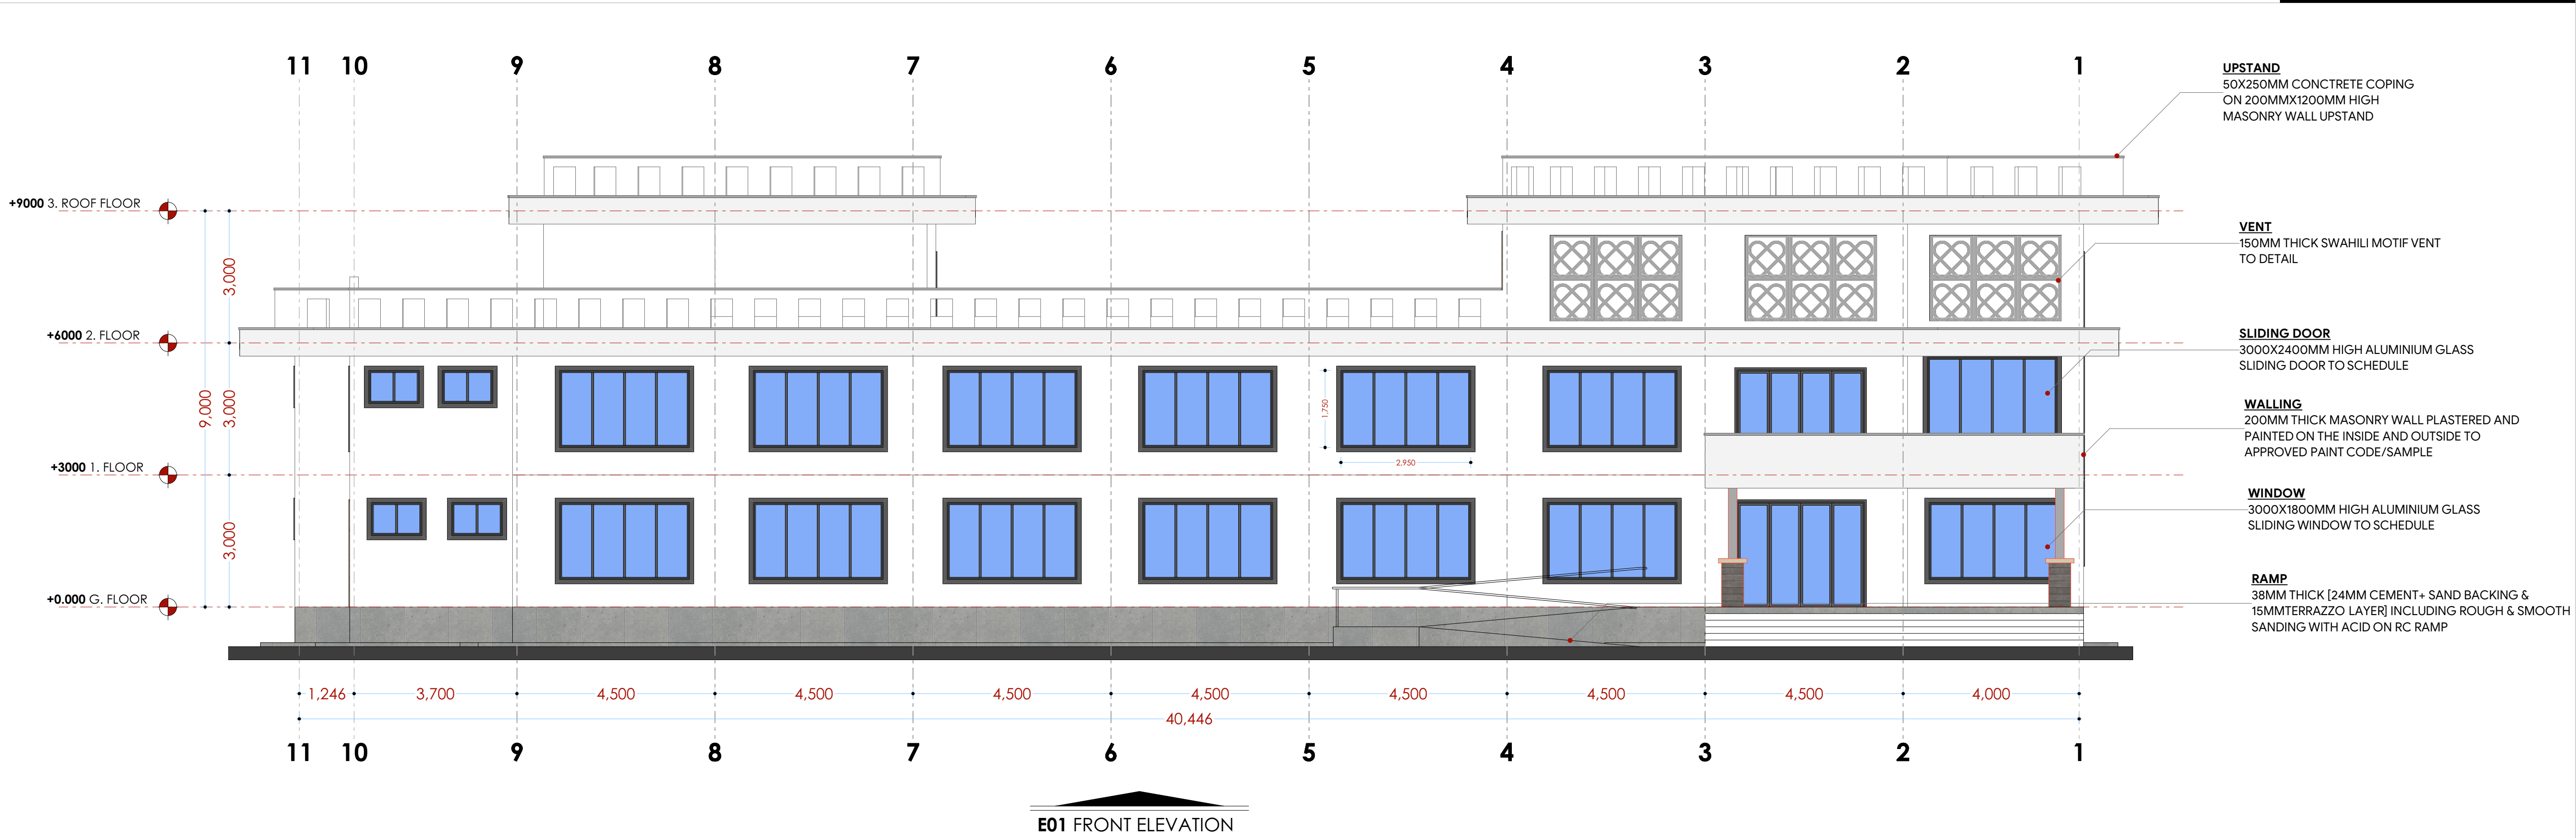 11 10 9 8 7 6 5 4 3 2 1
UPSTAND
50X250MM CONCTRETE COPING
ON 200MMX1200MM HIGH
MASONRY WALL UPSTAND
+9000 3. ROOF FLOOR
VENT
150MM THICK SWAHILI MOTIF VENT
TO DETAIL
3,000
+6000 2. FLOOR
SLIDING DOOR
3000X2400MM HIGH ALUMINIUM GLASS
SLIDING DOOR TO SCHEDULE
9,000
3,000
1,750
WALLING
200MM THICK MASONRY WALL PLASTERED AND
PAINTED ON THE INSIDE AND OUTSIDE TO
APPROVED PAINT CODE/SAMPLE
2,950
+3000 1. FLOOR
WINDOW
3000X1800MM HIGH ALUMINIUM GLASS
SLIDING WINDOW TO SCHEDULE
3,000
RAMP
38MM THICK [24MM CEMENT+ SAND BACKING &
15MMTERRAZZO LAYER] INCLUDING ROUGH & SMOOTH
SANDING WITH ACID ON RC RAMP
+0.000 G. FLOOR
1,246 3,700 4,500 4,500 4,500 4,500 4,500 4,500 4,500 4,000
40,446
11 10 9 8 7 6 5 4 3 2 1
E01 FRONT ELEVATION